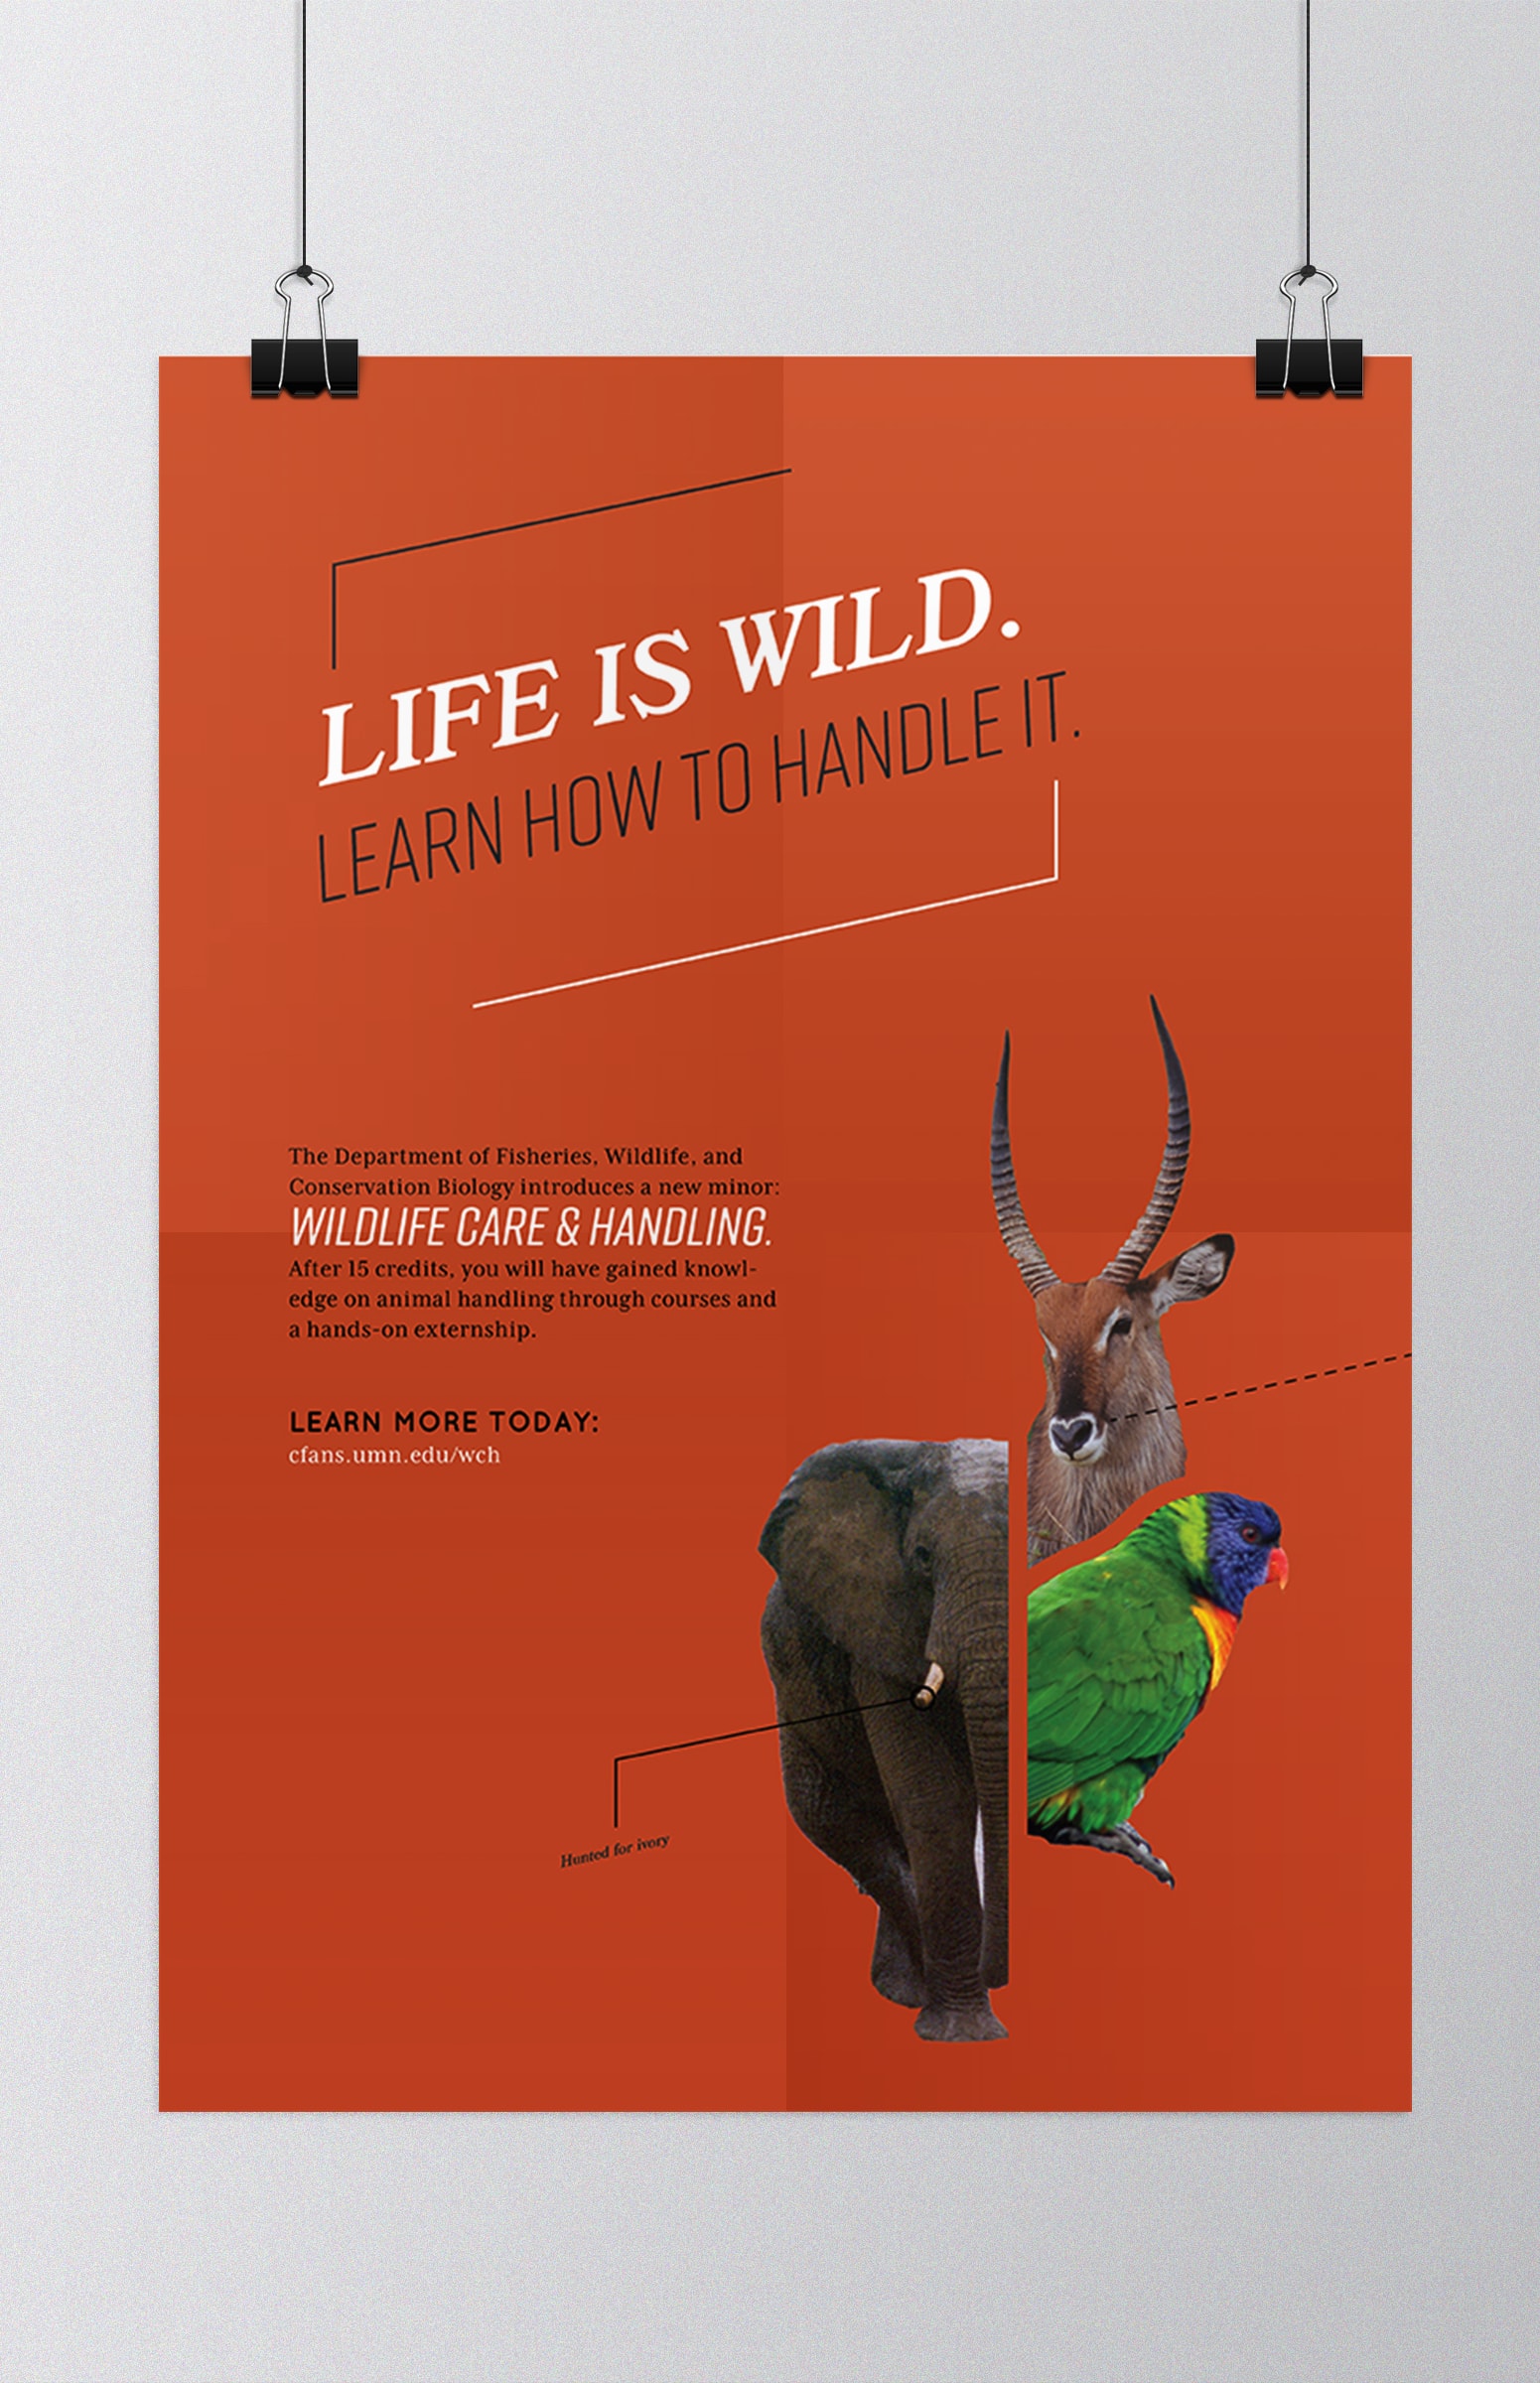 LIFE IS WILD.
LEARN HOW TO HANDLE IT.
The Department of Fisheries, Wildlife, and
Conservation Biology introduces a new minor:
WILDLIFE CARE & HANDLING.
After 15 credits, you will have gained knowl-
edge on animal handling through courses and
a hands-on externship.
LEARN MORE TODAY:
cfans.umn.edu/wch
Hunted for ivory